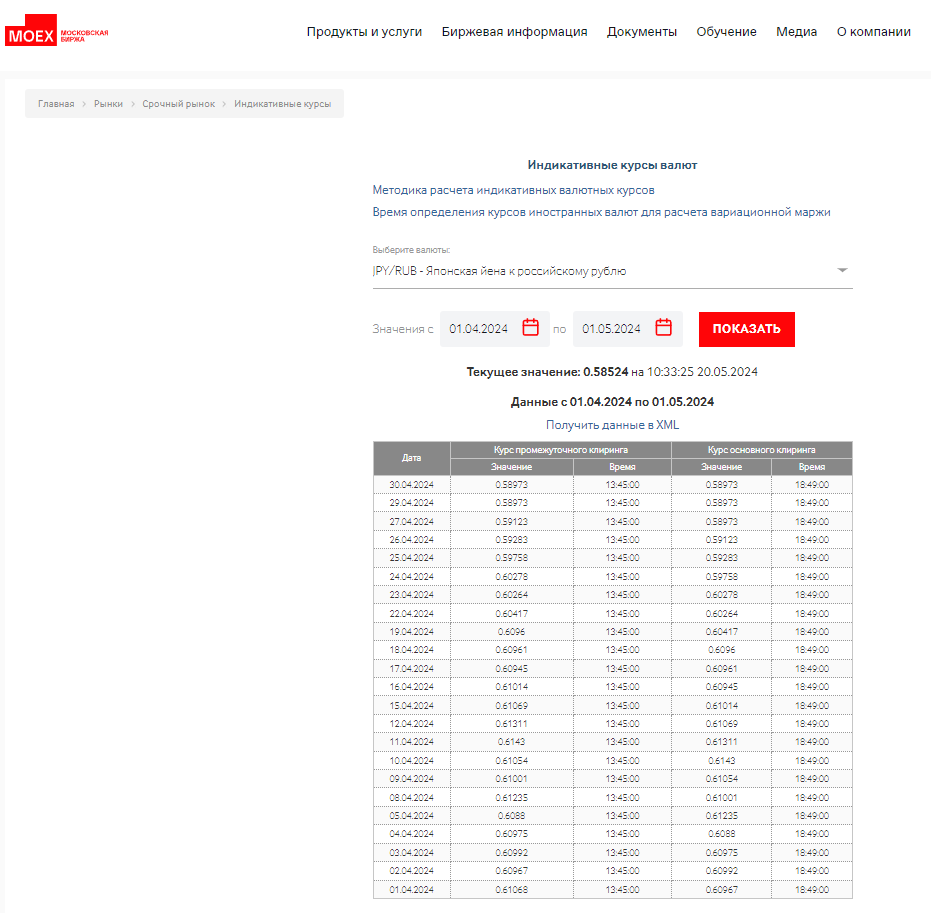 MOEX МОСКОВСКАЯ БИРЖА
Продукты и услуги Биржевая информация Документы Обучение Медиа О компании
Главная > Рынки > Срочный рынок > Индикативные курсы
Индикативные курсы валют
Методика расчета индикативных валютных курсов
Время определения курсов иностранных валют для расчета вариационной маржи
Выберите валюты:
JPY/RUB - Японская йена к российскому рублю
Значения с 01.04.2024 по 01.05.2024 ПОКАЗАТЬ
Текущее значение: 0.58524 на 10:33:25 20.05.2024
Данные с 01.04.2024 по 01.05.2024
Получить данные в XML
Дата Курс промежуточного клиринга Курс основного клиринга
Значение Время Значение Время
30.04.2024 0.58973 13:45:00 0.58973 18:49:00
29.04.2024 0.58973 13:45:00 0.58973 18:49:00
27.04.2024 0.59123 13:45:00 0.58973 18:49:00
26.04.2024 0.59283 13:45:00 0.59123 18:49:00
25.04.2024 0.59758 13:45:00 0.59283 18:49:00
24.04.2024 0.60278 13:45:00 0.59758 18:49:00
23.04.2024 0.60264 13:45:00 0.60278 18:49:00
22.04.2024 0.60417 13:45:00 0.60264 18:49:00
19.04.2024 0.6096 13:45:00 0.60417 18:49:00
18.04.2024 0.60961 13:45:00 0.6096 18:49:00
17.04.2024 0.60945 13:45:00 0.60961 18:49:00
16.04.2024 0.61014 13:45:00 0.60945 18:49:00
15.04.2024 0.61069 13:45:00 0.61014 18:49:00
12.04.2024 0.61311 13:45:00 0.61069 18:49:00
11.04.2024 0.6143 13:45:00 0.61311 18:49:00
10.04.2024 0.61054 13:45:00 0.6143 18:49:00
09.04.2024 0.61001 13:45:00 0.61054 18:49:00
08.04.2024 0.61235 13:45:00 0.61001 18:49:00
05.04.2024 0.6088 13:45:00 0.61235 18:49:00
04.04.2024 0.60975 13:45:00 0.6088 18:49:00
03.04.2024 0.60992 13:45:00 0.60975 18:49:00
02.04.2024 0.60967 13:45:00 0.60992 18:49:00
01.04.2024 0.61068 13:45:00 0.60967 18:49:00